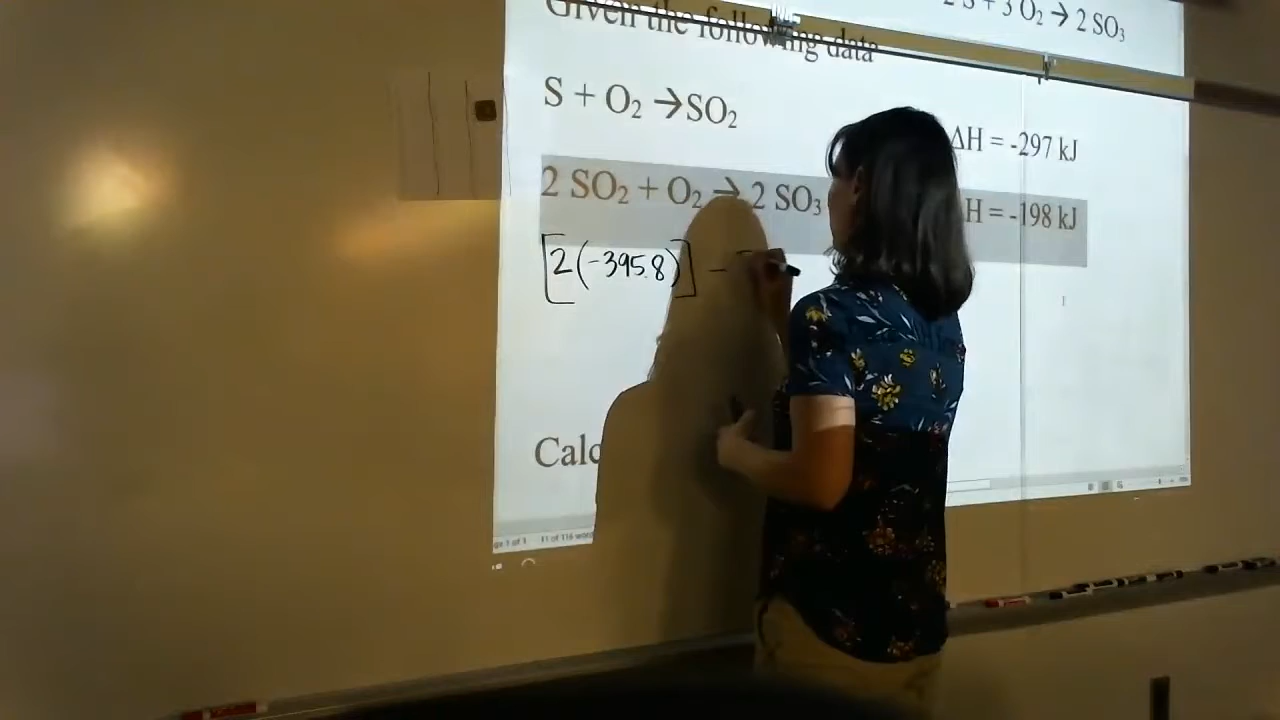 2 S + 3 O₂ → 2 SO₃
Given the following data
S + O₂ → SO₂ ΔH = -297 kJ
2 SO₂ + O₂ → 2 SO₃ H = -198 kJ
[2(-395.8)] -
Calc